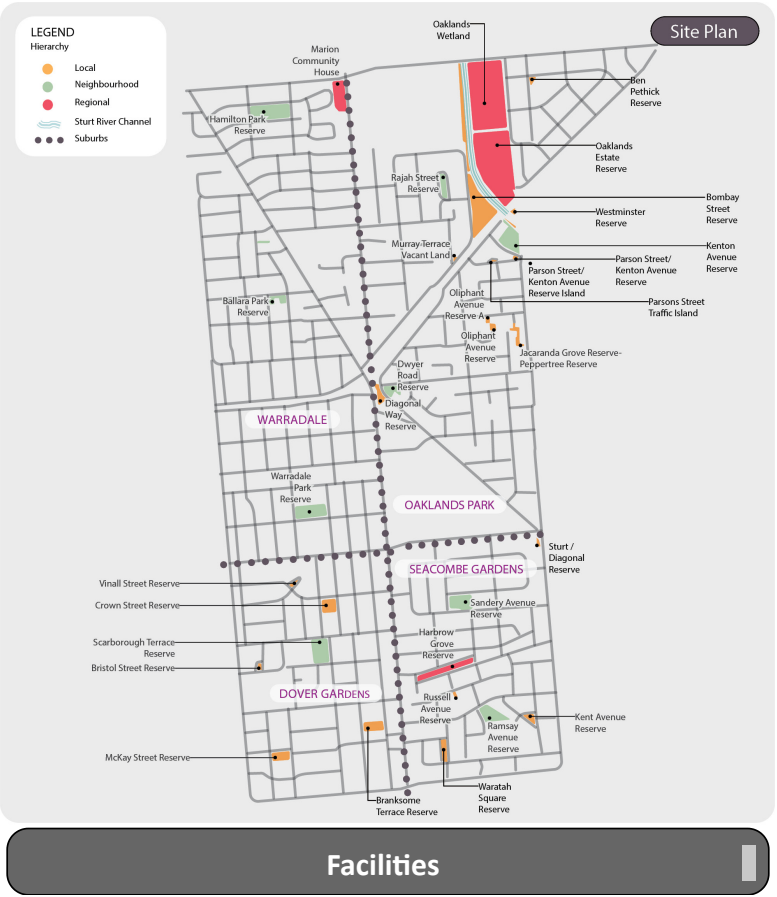 Site Plan
LEGEND
Hierarchy
Local
Neighbourhood
Regional
Sturt River Channel
Suburbs
Oaklands
Wetland
Marion
Community
House
Ben
Pethick
Reserve
Hamilton Park
Reserve
Oaklands
Estate
Reserve
Rajah Street
Reserve
Bombay
Street
Reserve
Westminster
Reserve
Murray Terrace
Vacant Land
Kenton
Avenue
Reserve
Parson Street/
Kenton Avenue
Reserve
Parson Street/
Kenton Avenue
Reserve Island
Parsons Street
Traffic Island
Ballara Park
Reserve
Oliphant
Avenue
Reserve A
Oliphant
Avenue
Reserve
Jacaranda Grove Reserve-
Peppertree Reserve
Dwyer
Road
Reserve
Diagonal
Way
Reserve
WARRADALE
Warradale
Park
Reserve
OAKLANDS PARK
Sturt /
Diagonal
Reserve
SEACOMBE GARDENS
Vinall Street Reserve
Crown Street Reserve
Sandery Avenue
Reserve
Scarborough Terrace
Reserve
Harbrow
Grove
Reserve
Bristol Street Reserve
DOVER GARDENS
Russell
Avenue
Reserve
Kent Avenue
Reserve
Ramsay
Avenue
Reserve
McKay Street Reserve
Waratah
Square
Reserve
Branksome
Terrace Reserve
Facilities